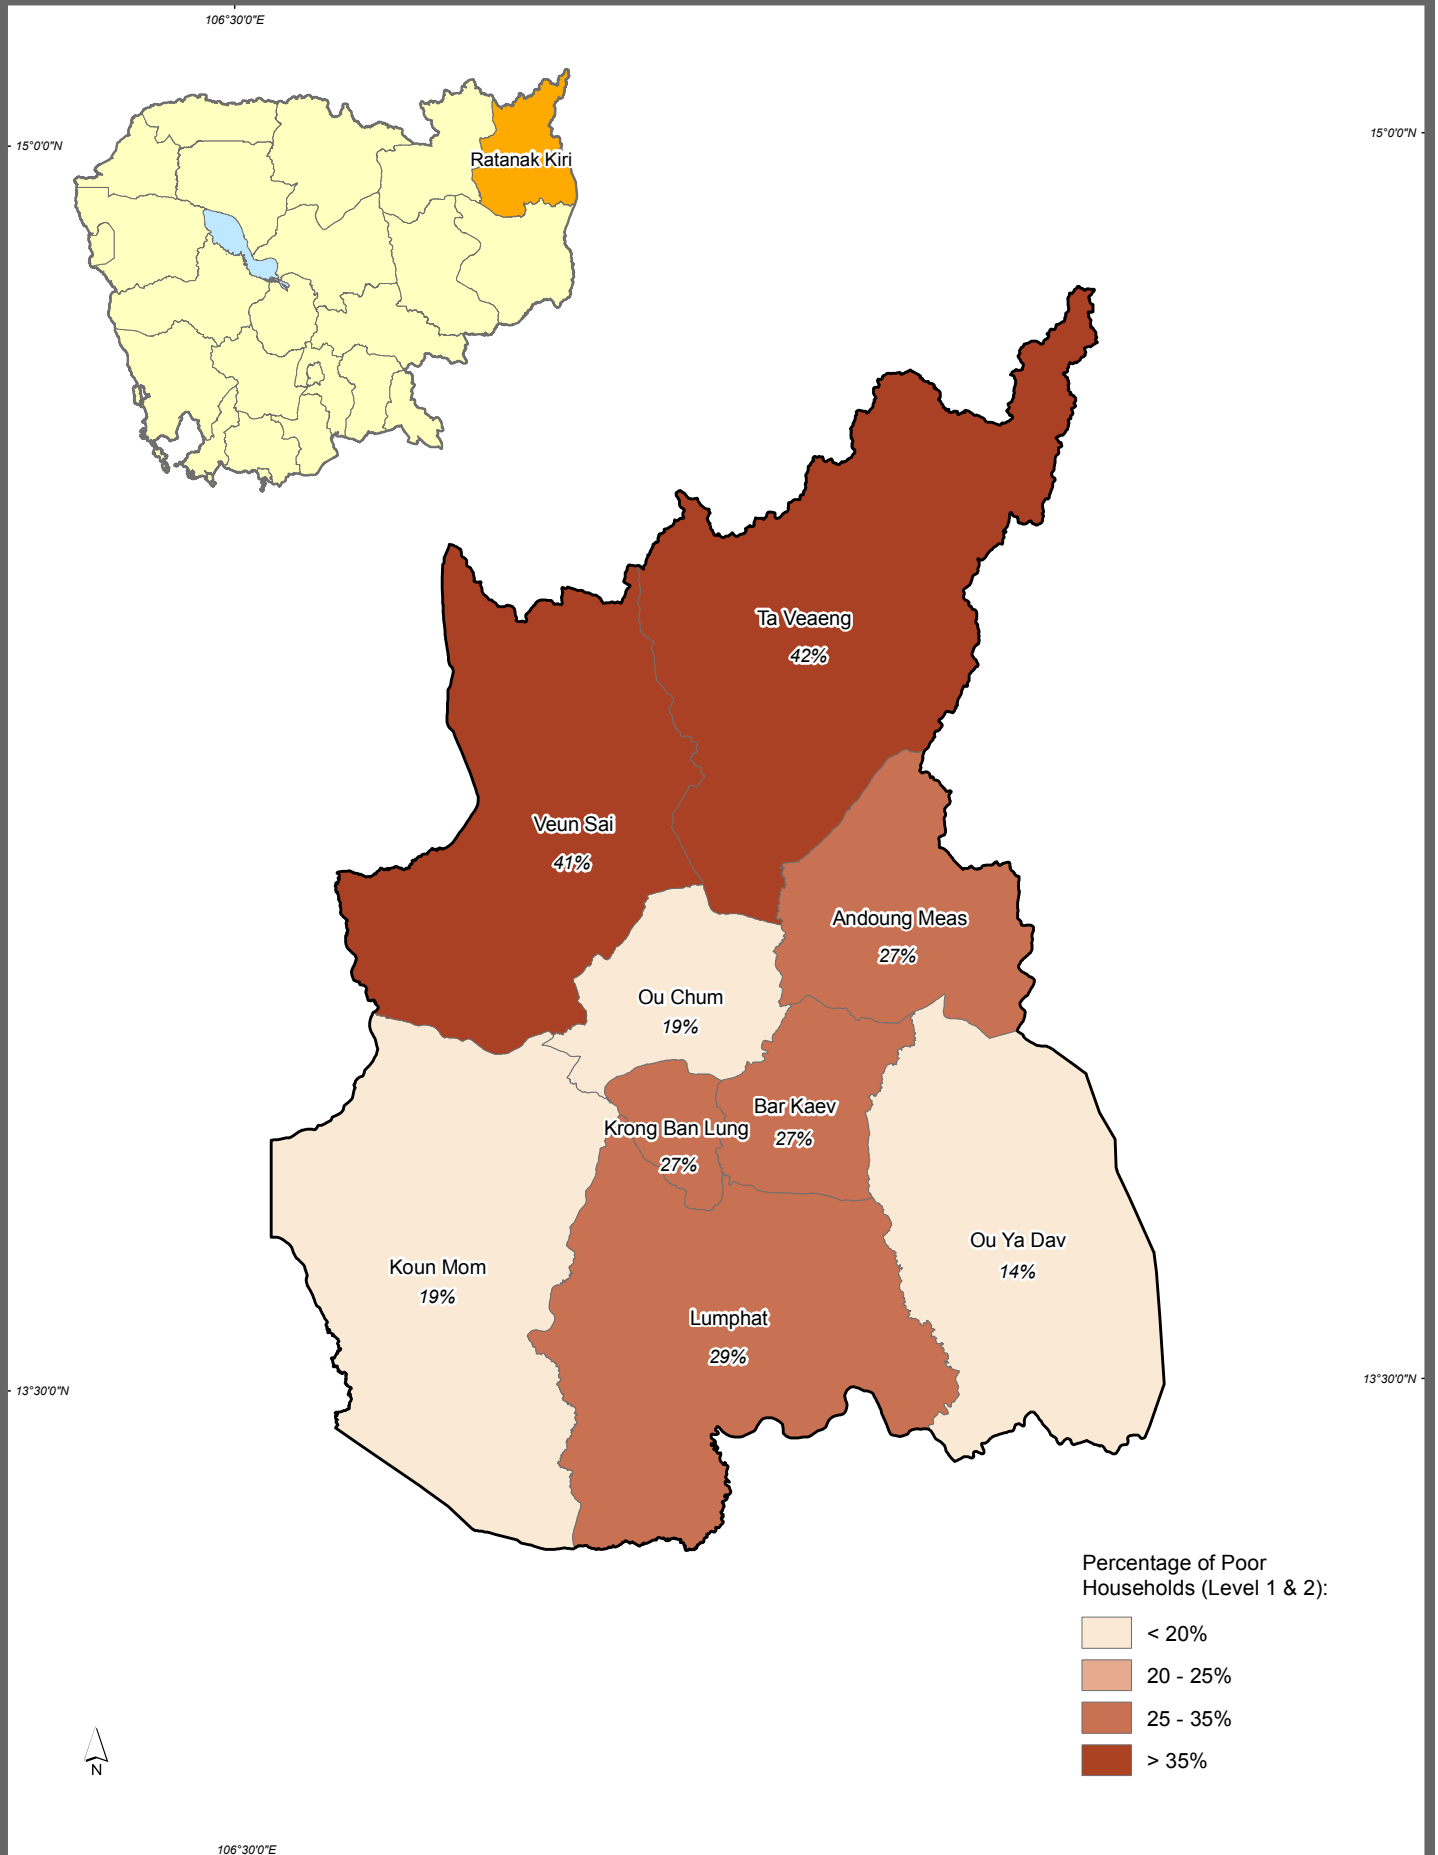 106°30'0"E
15°0'0"N
15°0'0"N
Ratanak Kiri
Ta Veaeng
42%
Veun Sai
41%
Andoung Meas
27%
Ou Chum
19%
Bar Kaev
27%
Krong Ban Lung
27%
Ou Ya Dav
14%
Koun Mom
19%
Lumphat
29%
13°30'0"N
13°30'0"N
Percentage of Poor
Households (Level 1 & 2):
< 20%
20 - 25%
25 - 35%
> 35%
N
106°30'0"E